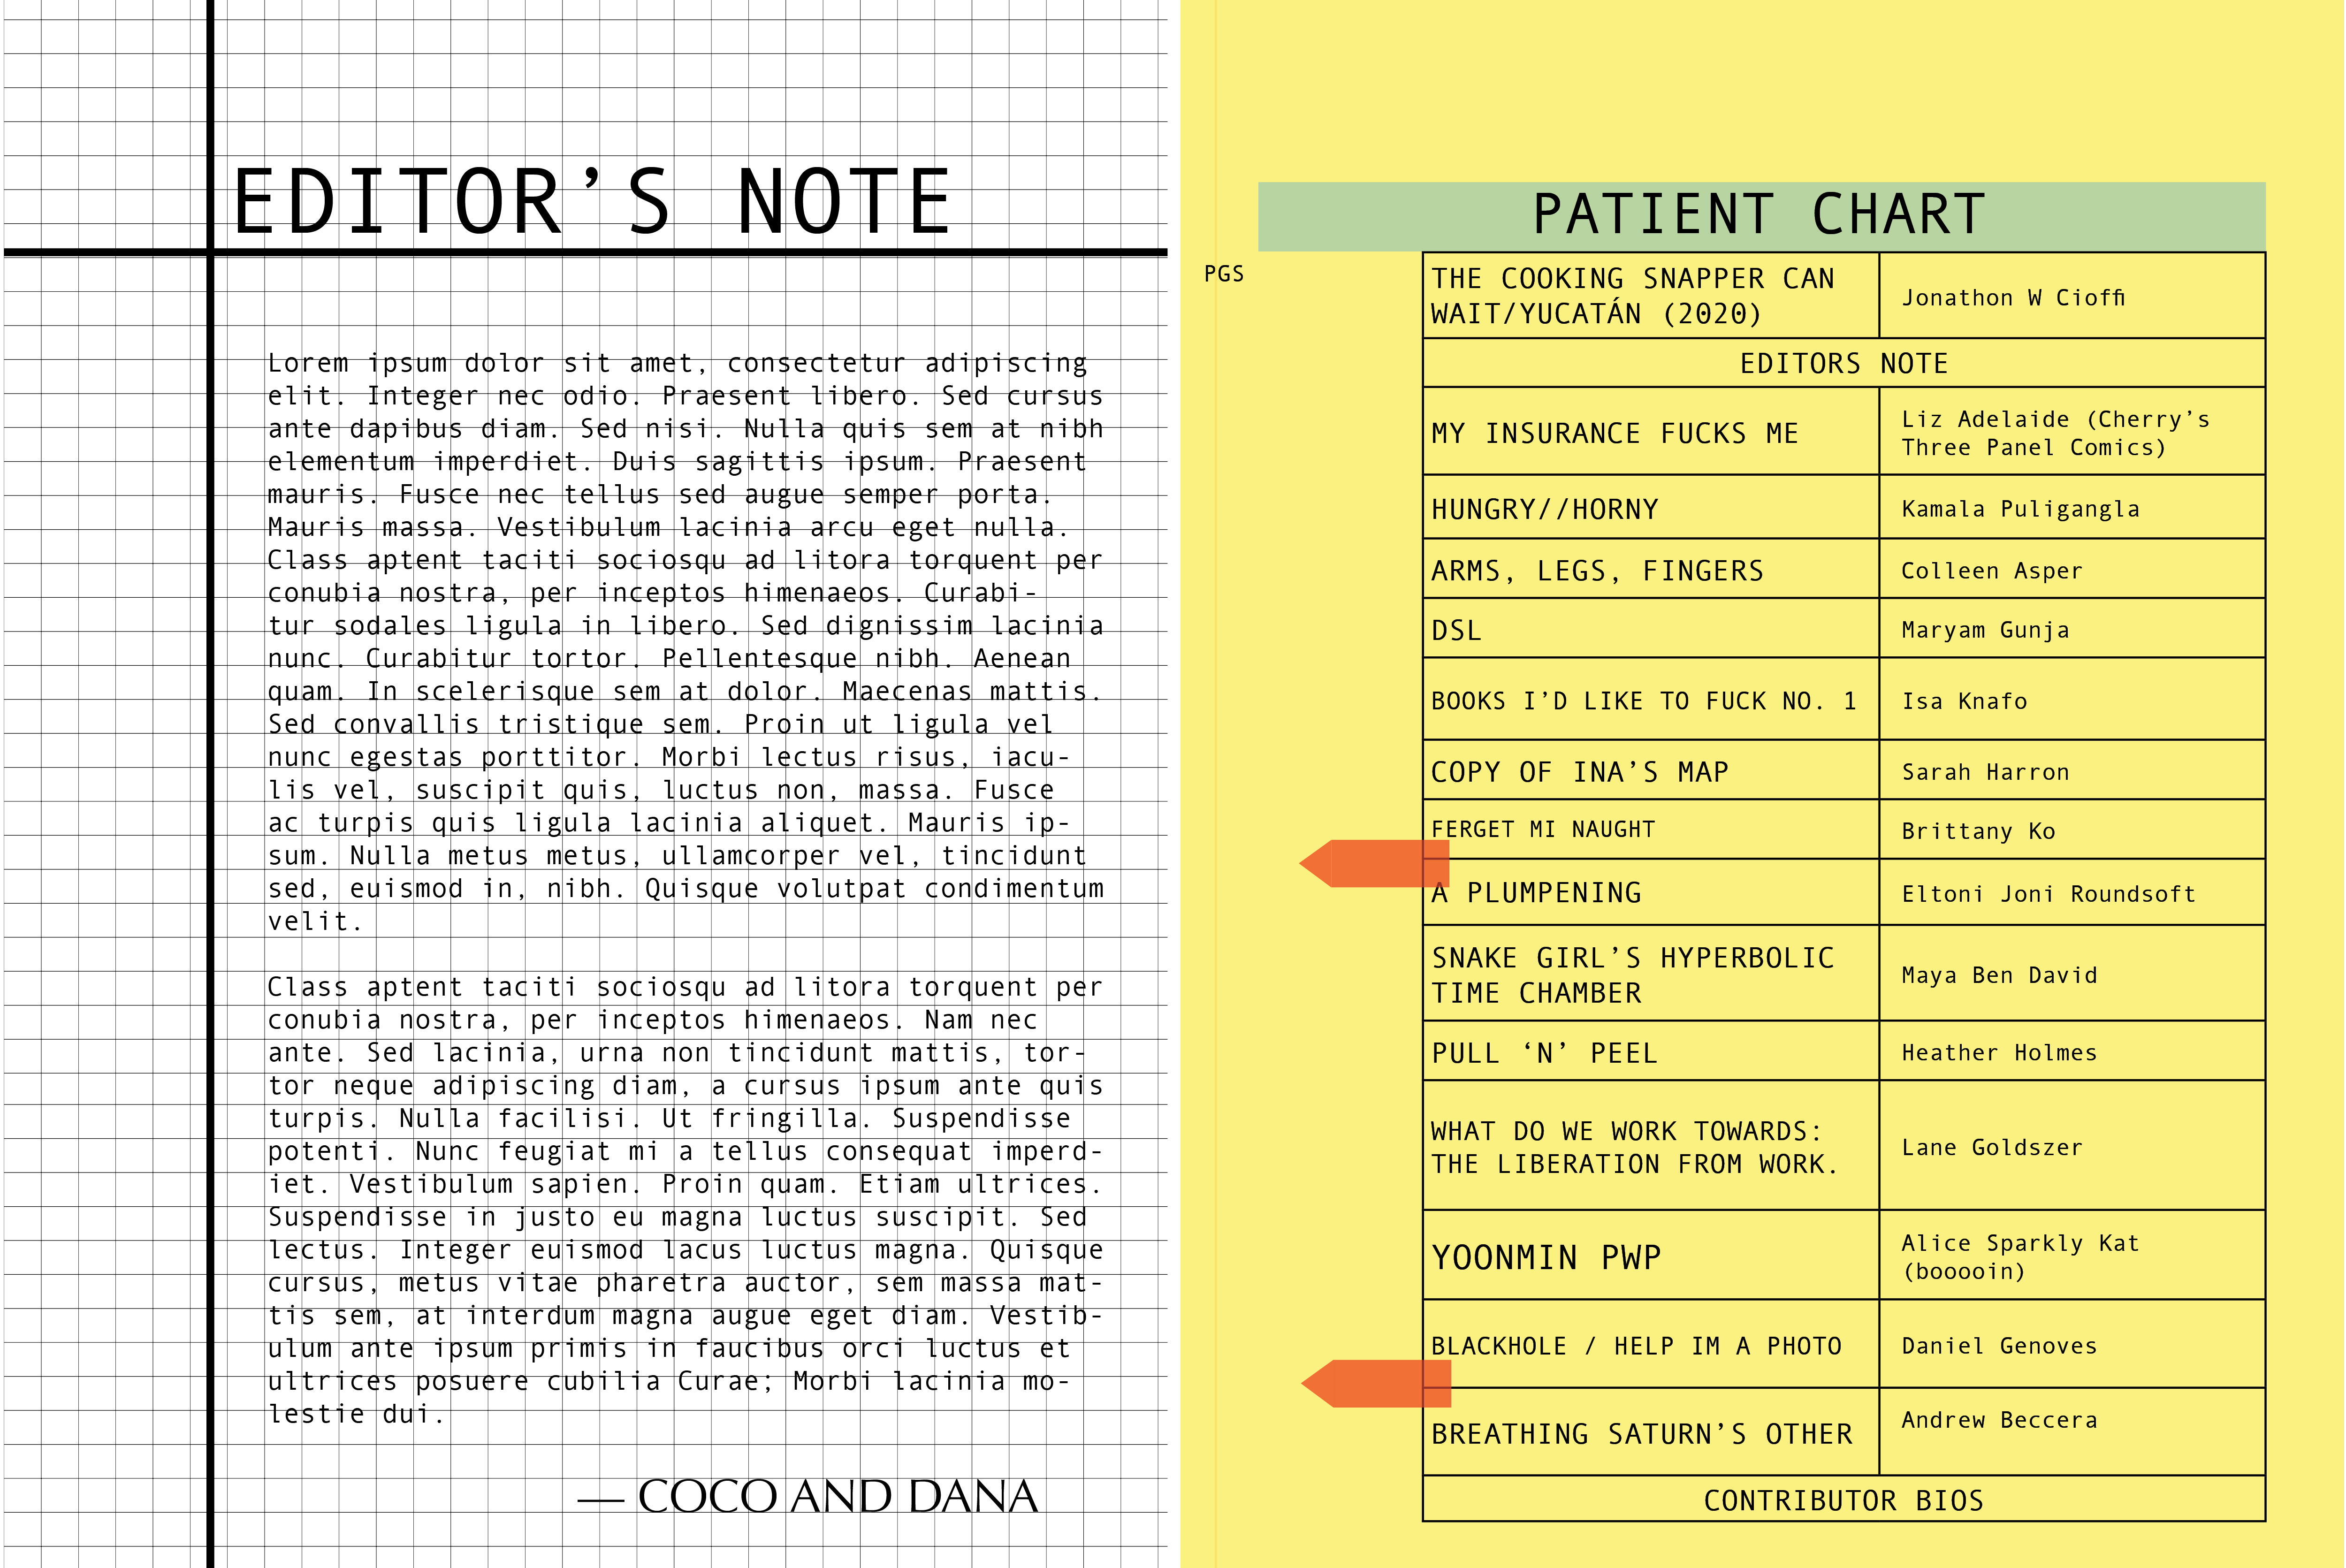 EDITOR’S NOTE
Lorem ipsum dolor sit amet, consectetur adipiscing
elit. Integer nec odio. Praesent libero. Sed cursus
ante dapibus diam. Sed nisi. Nulla quis sem at nibh
elementum imperdiet. Duis sagittis ipsum. Praesent
mauris. Fusce nec tellus sed augue semper porta.
Mauris massa. Vestibulum lacinia arcu eget nulla.
Class aptent taciti sociosqu ad litora torquent per
conubia nostra, per inceptos himenaeos. Curabi-
tur sodales ligula in libero. Sed dignissim lacinia
nunc. Curabitur tortor. Pellentesque nibh. Aenean
quam. In scelerisque sem at dolor. Maecenas mattis.
Sed convallis tristique sem. Proin ut ligula vel
nunc egestas porttitor. Morbi lectus risus, iacu-
lis vel, suscipit quis, luctus non, massa. Fusce
ac turpis quis ligula lacinia aliquet. Mauris ip-
sum. Nulla metus metus, ullamcorper vel, tincidunt
sed, euismod in, nibh. Quisque volutpat condimentum
velit.
Class aptent taciti sociosqu ad litora torquent per
conubia nostra, per inceptos himenaeos. Nam nec
ante. Sed lacinia, urna non tincidunt mattis, tor-
tor neque adipiscing diam, a cursus ipsum ante quis
turpis. Nulla facilisi. Ut fringilla. Suspendisse
potenti. Nunc feugiat mi a tellus consequat imperd-
iet. Vestibulum sapien. Proin quam. Etiam ultrices.
Suspendisse in justo eu magna luctus suscipit. Sed
lectus. Integer euismod lacus luctus magna. Quisque
cursus, metus vitae pharetra auctor, sem massa mat-
tis sem, at interdum magna augue eget diam. Vestib-
ulum ante ipsum primis in faucibus orci luctus et
ultrices posuere cubilia Curae; Morbi lacinia mo-
lestie dui.
— COCO AND DANA
PATIENT CHART
PGS
THE COOKING SNAPPER CAN
WAIT/YUCATÁN (2020)
Jonathon W Cioffi
EDITORS NOTE
MY INSURANCE FUCKS ME
Liz Adelaide (Cherry’s
Three Panel Comics)
HUNGRY//HORNY
Kamala Puligangla
ARMS, LEGS, FINGERS
Colleen Asper
DSL
Maryam Gunja
BOOKS I’D LIKE TO FUCK NO. 1
Isa Knafo
COPY OF INA’S MAP
Sarah Harron
FERGET MI NAUGHT
Brittany Ko
A PLUMPENING
Eltoni Joni Roundsoft
SNAKE GIRL’S HYPERBOLIC
TIME CHAMBER
Maya Ben David
PULL ‘N’ PEEL
Heather Holmes
WHAT DO WE WORK TOWARDS:
THE LIBERATION FROM WORK.
Lane Goldszer
YOONMIN PWP
Alice Sparkly Kat
(booooin)
BLACKHOLE / HELP IM A PHOTO
Daniel Genoves
BREATHING SATURN’S OTHER
Andrew Beccera
CONTRIBUTOR BIOS